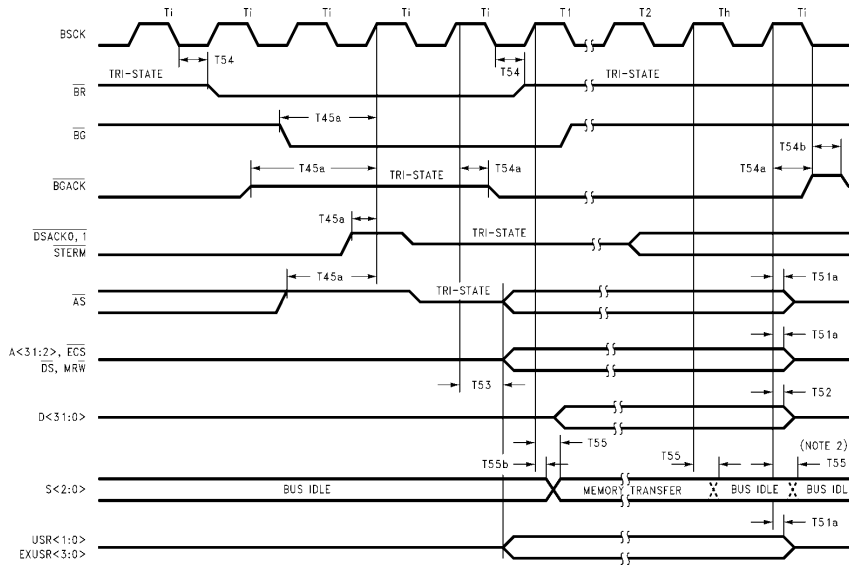 Ti Ti Ti Ti Ti T1 T2 Th Ti
BSCK
T54 T54
TRI-STATE TRI-STATE
BR
T45a
BG
T54b
T45a TRI-STATE T54a T54a
BGACK
T45a
DSACK0, 1
STERM
TRI-STATE
T45a TRI-STATE T51a
AS
T51a
A<31:2>, ECS
DS, MRW
T53 T52
D<31:0>
(NOTE 2)
T55 T55 T55
T55b
S<2:0> BUS IDLE MEMORY TRANSFER BUS IDLE BUS IDL
T51a
USR<1:0>
EXUSR<3:0>